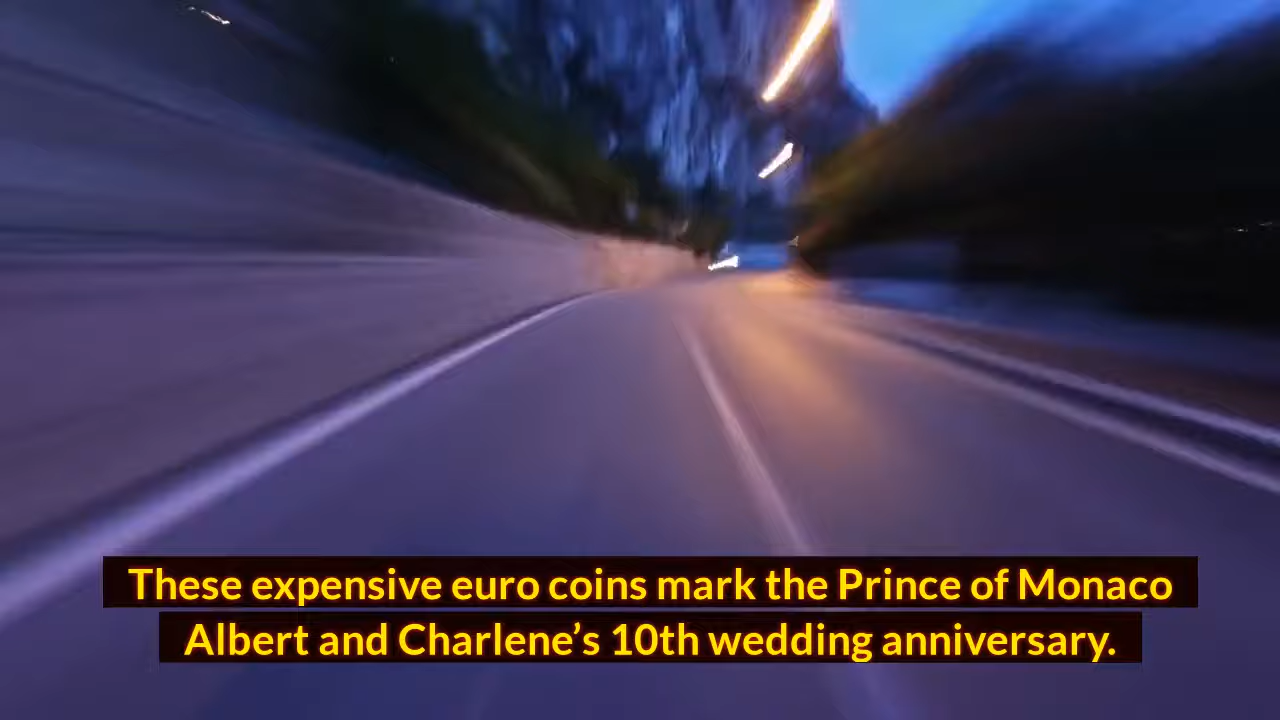 These expensive euro coins mark the Prince of Monaco
Albert and Charlene’s 10th wedding anniversary.